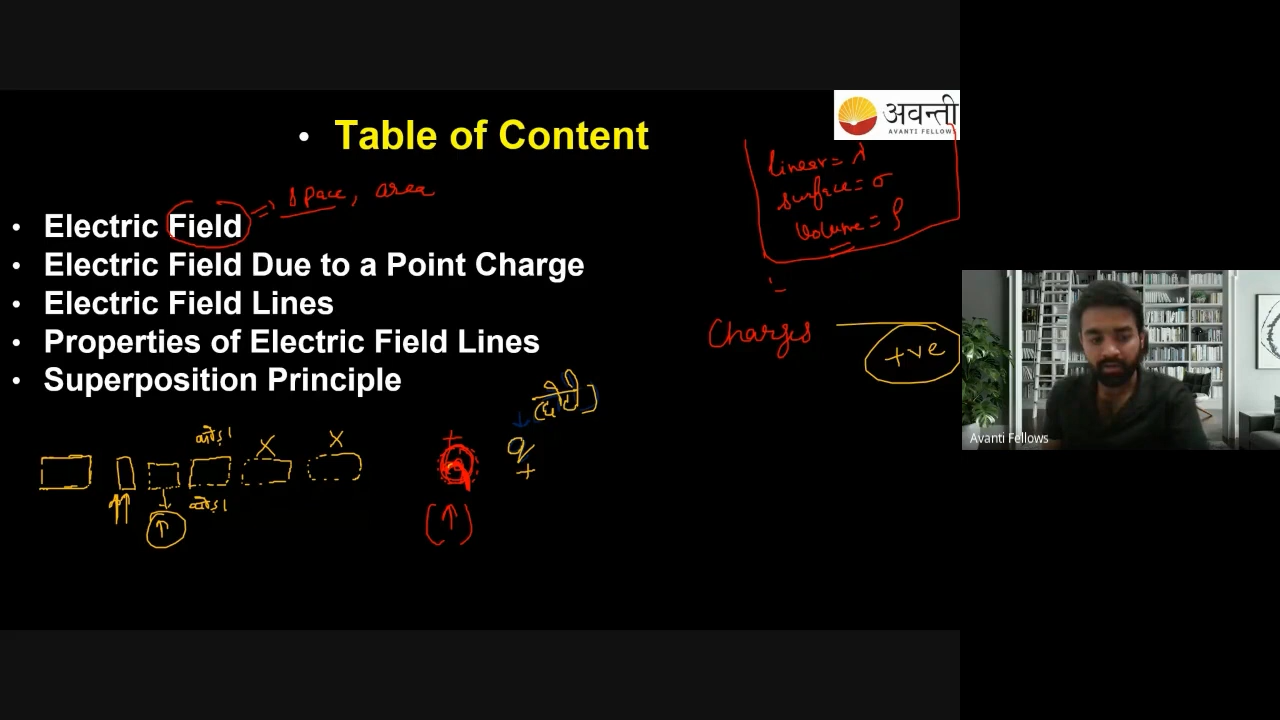 • Table of Content
अवन्ती
AVANTI FELLOWS
linear = λ
surface = σ
volume = ρ
=> space, area
• Electric Field
• Electric Field Due to a Point Charge
• Electric Field Lines
• Properties of Electric Field Lines
• Superposition Principle
Charges
+ve
X X
+
q
+
Avanti Fellows